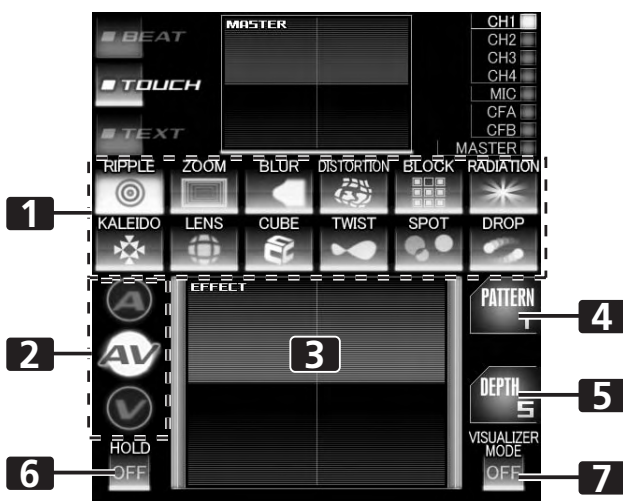 BEAT
TOUCH
TEXT
MASTER
CH1
CH2
CH3
CH4
MIC
CFA
CFB
MASTER
RIPPLE ZOOM BLUR DISTORTION BLOCK RADIATION
KALEIDO LENS CUBE TWIST SPOT DROP
1
A
AV
V
2
EFFECT
3
PATTERN
1
4
DEPTH
5
5
HOLD
OFF
6
VISUALIZER
MODE
OFF
7